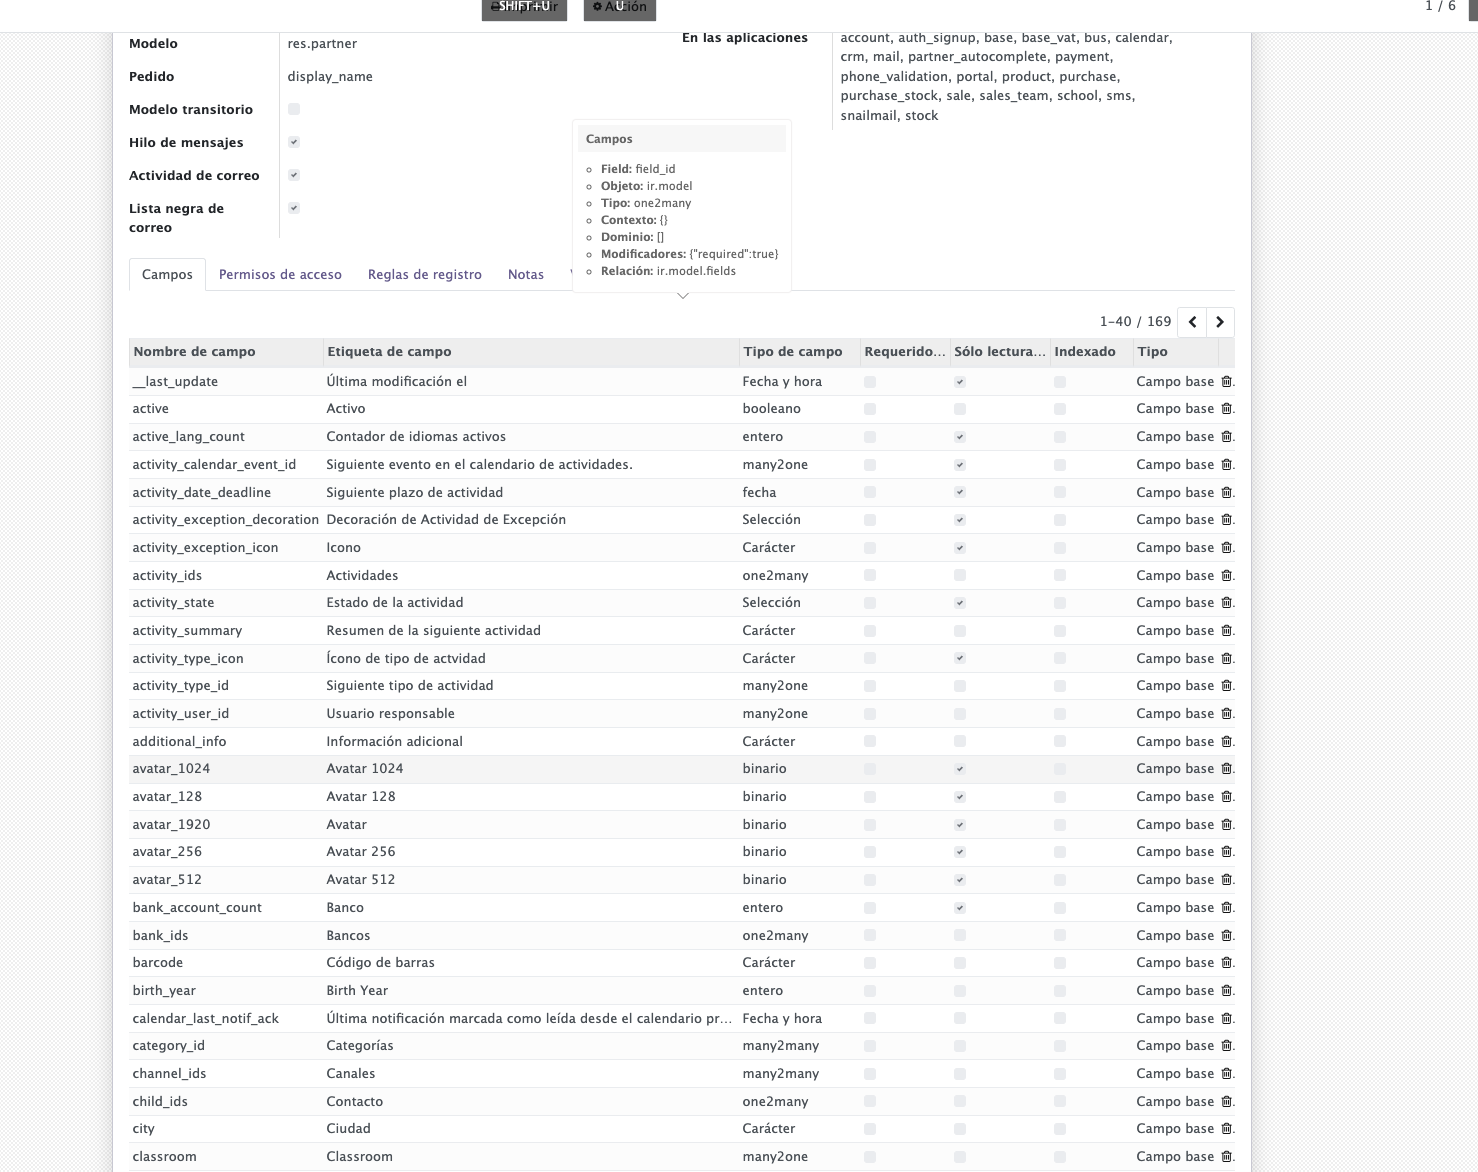 SHIFT+U
Acción
U
1 / 6
Modelo
res.partner
Pedido
display_name
Modelo transitorio
Hilo de mensajes
Actividad de correo
Lista negra de
correo
En las aplicaciones
account, auth_signup, base, base_vat, bus, calendar,
crm, mail, partner_autocomplete, payment,
phone_validation, portal, product, purchase,
purchase_stock, sale, sales_team, school, sms,
snailmail, stock
Campos
Field: field_id
Objeto: ir.model
Tipo: one2many
Contexto: {}
Dominio: []
Modificadores: {"required":true}
Relación: ir.model.fields
Campos Permisos de acceso Reglas de registro Notas
1-40 / 169
Nombre de campo Etiqueta de campo Tipo de campo Requerido... Sólo lectura... Indexado Tipo
__last_update Última modificación el Fecha y hora Campo base
active Activo booleano Campo base
active_lang_count Contador de idiomas activos entero Campo base
activity_calendar_event_id Siguiente evento en el calendario de actividades. many2one Campo base
activity_date_deadline Siguiente plazo de actividad fecha Campo base
activity_exception_decoration Decoración de Actividad de Excepción Selección Campo base
activity_exception_icon Icono Carácter Campo base
activity_ids Actividades one2many Campo base
activity_state Estado de la actividad Selección Campo base
activity_summary Resumen de la siguiente actividad Carácter Campo base
activity_type_icon Ícono de tipo de actvidad Carácter Campo base
activity_type_id Siguiente tipo de actividad many2one Campo base
activity_user_id Usuario responsable many2one Campo base
additional_info Información adicional Carácter Campo base
avatar_1024 Avatar 1024 binario Campo base
avatar_128 Avatar 128 binario Campo base
avatar_1920 Avatar binario Campo base
avatar_256 Avatar 256 binario Campo base
avatar_512 Avatar 512 binario Campo base
bank_account_count Banco entero Campo base
bank_ids Bancos one2many Campo base
barcode Código de barras Carácter Campo base
birth_year Birth Year entero Campo base
calendar_last_notif_ack Última notificación marcada como leída desde el calendario pr... Fecha y hora Campo base
category_id Categorías many2many Campo base
channel_ids Canales many2many Campo base
child_ids Contacto one2many Campo base
city Ciudad Carácter Campo base
classroom Classroom many2one Campo base